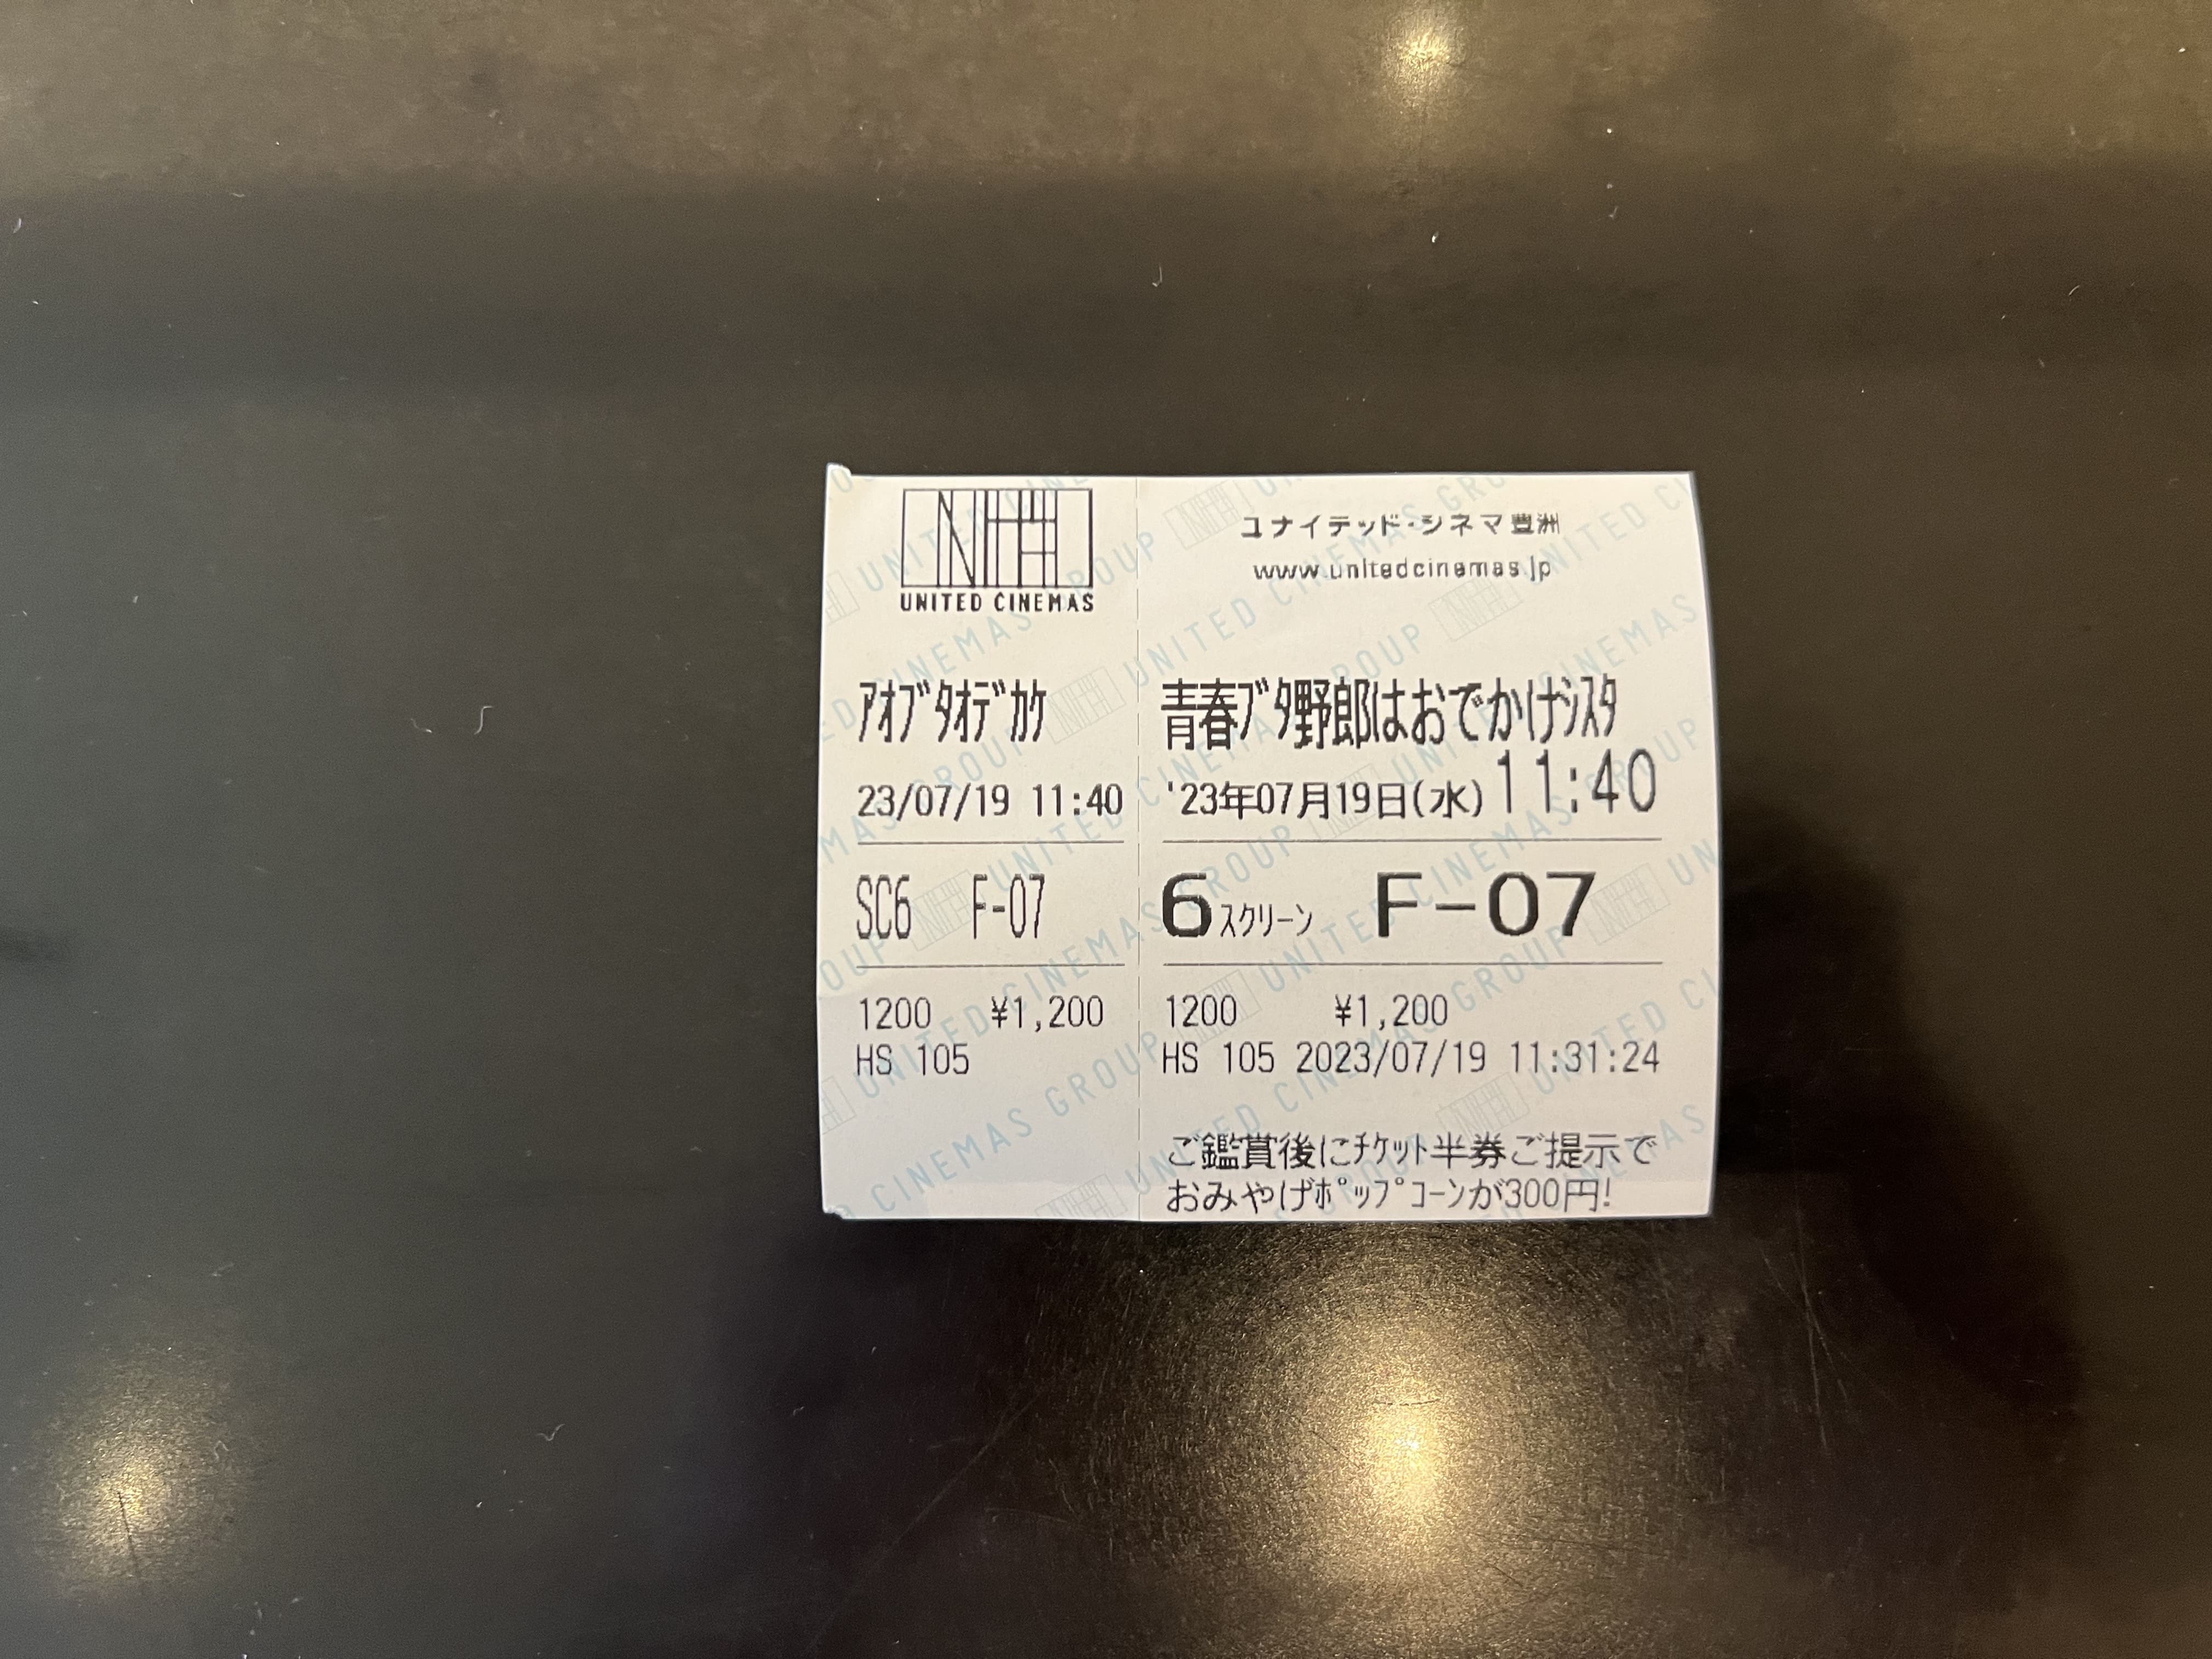 UNITED CINEMAS
ｱｵﾌﾞﾀｵﾃﾞｶｹ
23/07/19 11:40
SC6 F-07
1200 ¥1,200
HS 105
ユナイテッド・シネマ豊洲
www.unitedcinemas.jp
青春ﾌﾞﾀ野郎はおでかけｼｽﾀ
'23年07月19日(水) 11:40
6ｽｸﾘｰﾝ F-07
1200 ¥1,200
HS 105 2023/07/19 11:31:24
ご鑑賞後にﾁｹｯﾄ半券ご提示で
おみやげﾎﾟｯﾌﾟｺｰﾝが300円!
UNITED CINEMAS GROUP